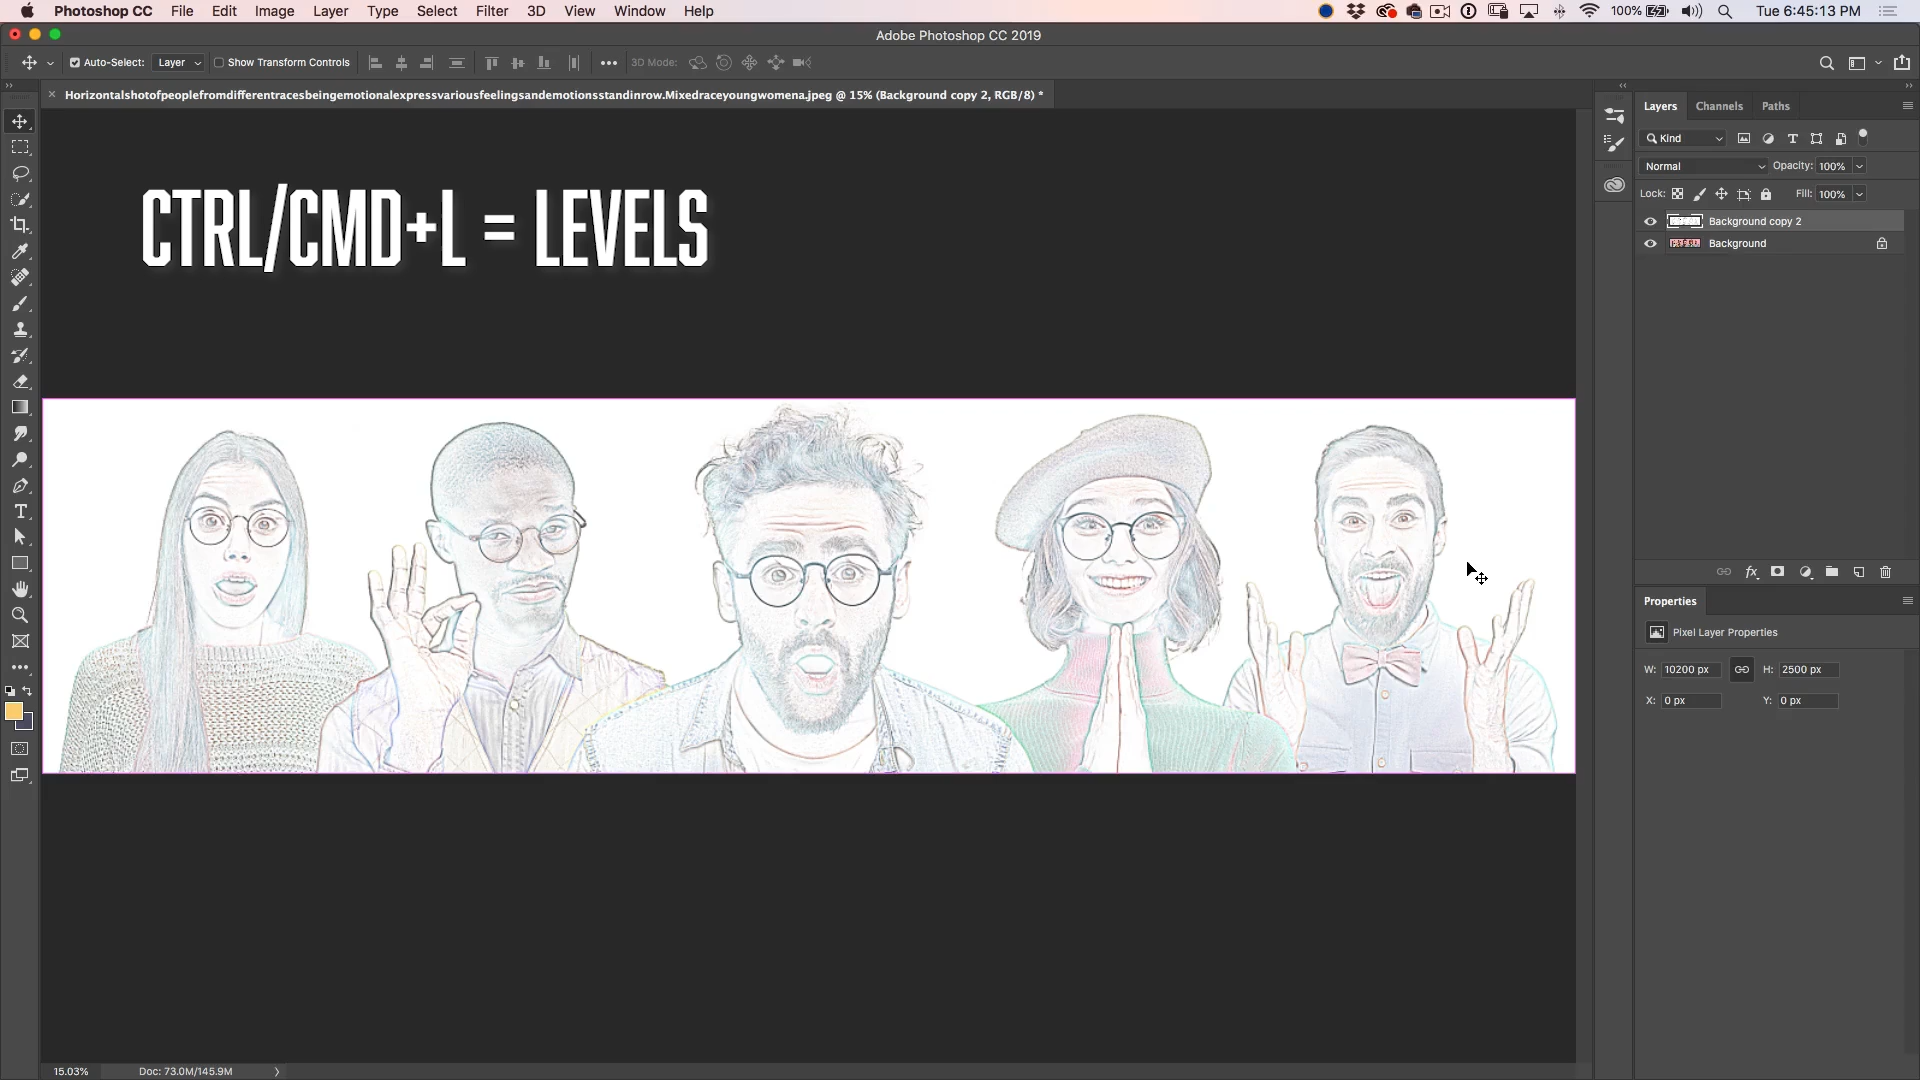 Photoshop CC File Edit Image Layer Type Select Filter 3D View Window Help 100% Tue 6:45:13 PM
Adobe Photoshop CC 2019
Auto-Select: Layer Show Transform Controls 3D Mode:
Horizontalshotofpeoplefromdifferentracesbeingemotionalexpressvariousfeelingsandemotionsstandinrow.Mixedraceyoungwomena.jpeg @ 15% (Background copy 2, RGB/8) *
CTRL/CMD+L = LEVELS
Layers Channels Paths
Kind
Normal Opacity: 100%
Lock: Fill: 100%
Background copy 2
Background
Properties
Pixel Layer Properties
W: 10200 px H: 2500 px
X: 0 px Y: 0 px
15.03% Doc: 73.0M/145.9M